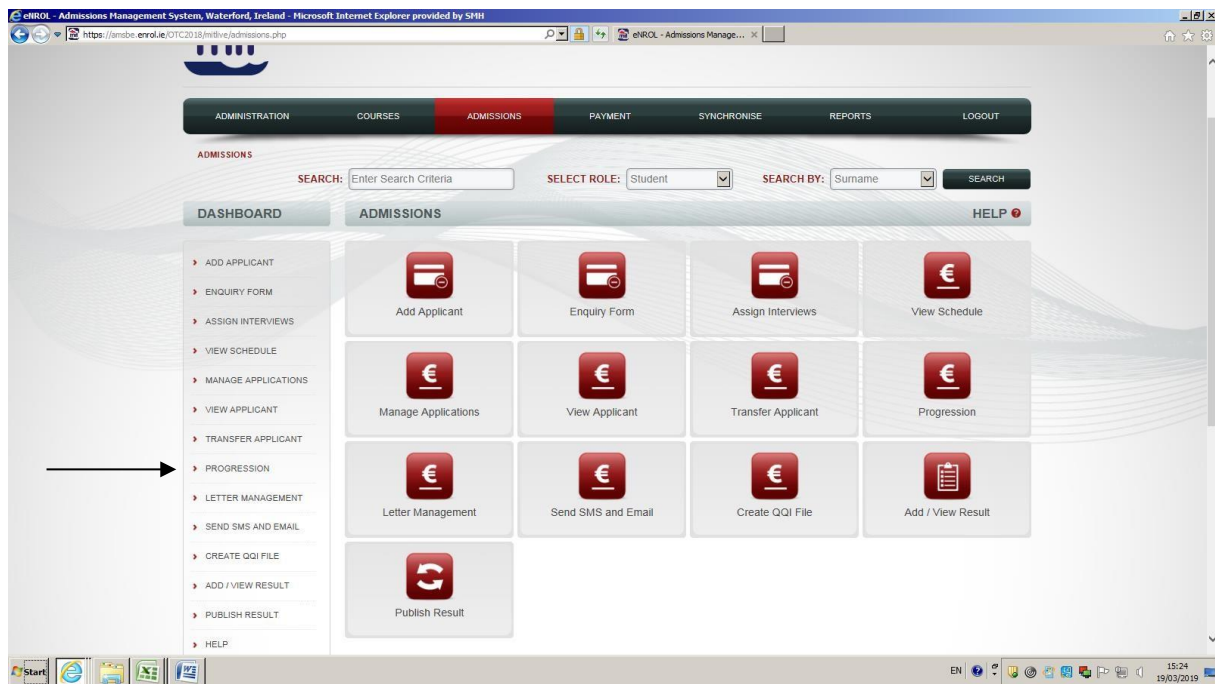 eNROL - Admissions Management System, Waterford, Ireland - Microsoft Internet Explorer provided by SMH
https://amsbe.enrol.ie/OTC2018/mitlive/admissions.php
eNROL - Admissions Manage...
ADMINISTRATION COURSES ADMISSIONS PAYMENT SYNCHRONISE REPORTS LOGOUT
ADMISSIONS
SEARCH: Enter Search Criteria SELECT ROLE: Student SEARCH BY: Surname SEARCH
DASHBOARD ADMISSIONS HELP ?
ADD APPLICANT
ENQUIRY FORM
ASSIGN INTERVIEWS
VIEW SCHEDULE
MANAGE APPLICATIONS
VIEW APPLICANT
TRANSFER APPLICANT
PROGRESSION
LETTER MANAGEMENT
SEND SMS AND EMAIL
CREATE QQI FILE
ADD / VIEW RESULT
PUBLISH RESULT
HELP
€
Add Applicant Enquiry Form Assign Interviews View Schedule
€ € € €
Manage Applications View Applicant Transfer Applicant Progression
€ € €
Letter Management Send SMS and Email Create QQI File Add / View Result
Publish Result
Start EN 15:24
19/03/2019